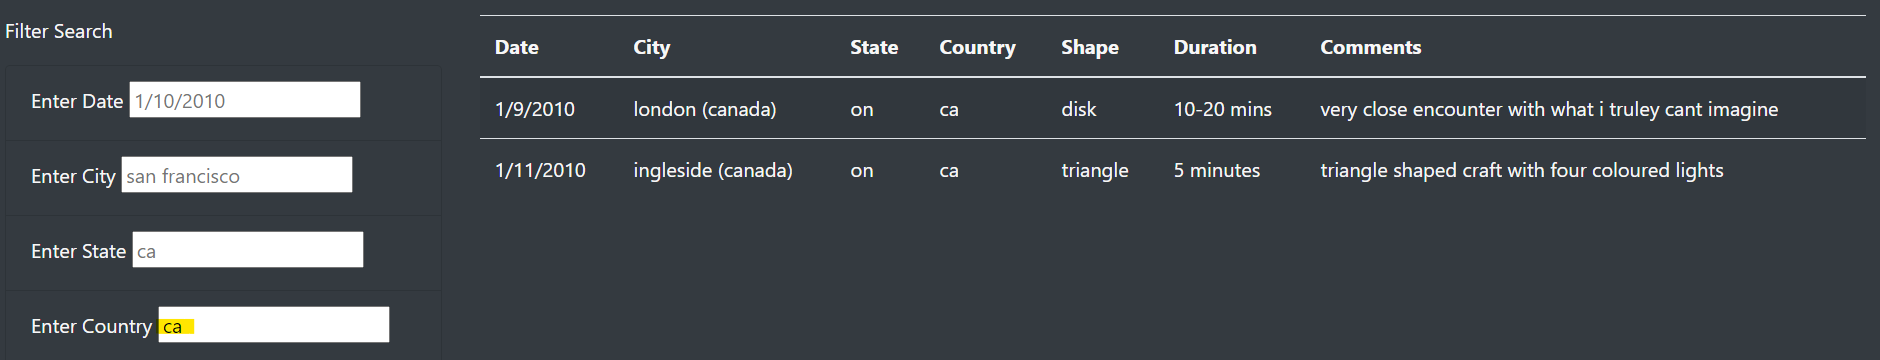 Filter Search
Enter Date 1/10/2010
Enter City san francisco
Enter State ca
Enter Country ca
Date City State Country Shape Duration Comments
1/9/2010 london (canada) on ca disk 10-20 mins very close encounter with what i truley cant imagine
1/11/2010 ingleside (canada) on ca triangle 5 minutes triangle shaped craft with four coloured lights